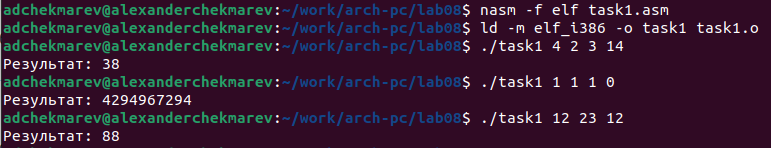 adchekmarev@alexanderchekmarev:~/work/arch-pc/lab08$ nasm -f elf task1.asm
adchekmarev@alexanderchekmarev:~/work/arch-pc/lab08$ ld -m elf_i386 -o task1 task1.o
adchekmarev@alexanderchekmarev:~/work/arch-pc/lab08$ ./task1 4 2 3 14
Результат: 38
adchekmarev@alexanderchekmarev:~/work/arch-pc/lab08$ ./task1 1 1 1 0
Результат: 4294967294
adchekmarev@alexanderchekmarev:~/work/arch-pc/lab08$ ./task1 12 23 12
Результат: 88